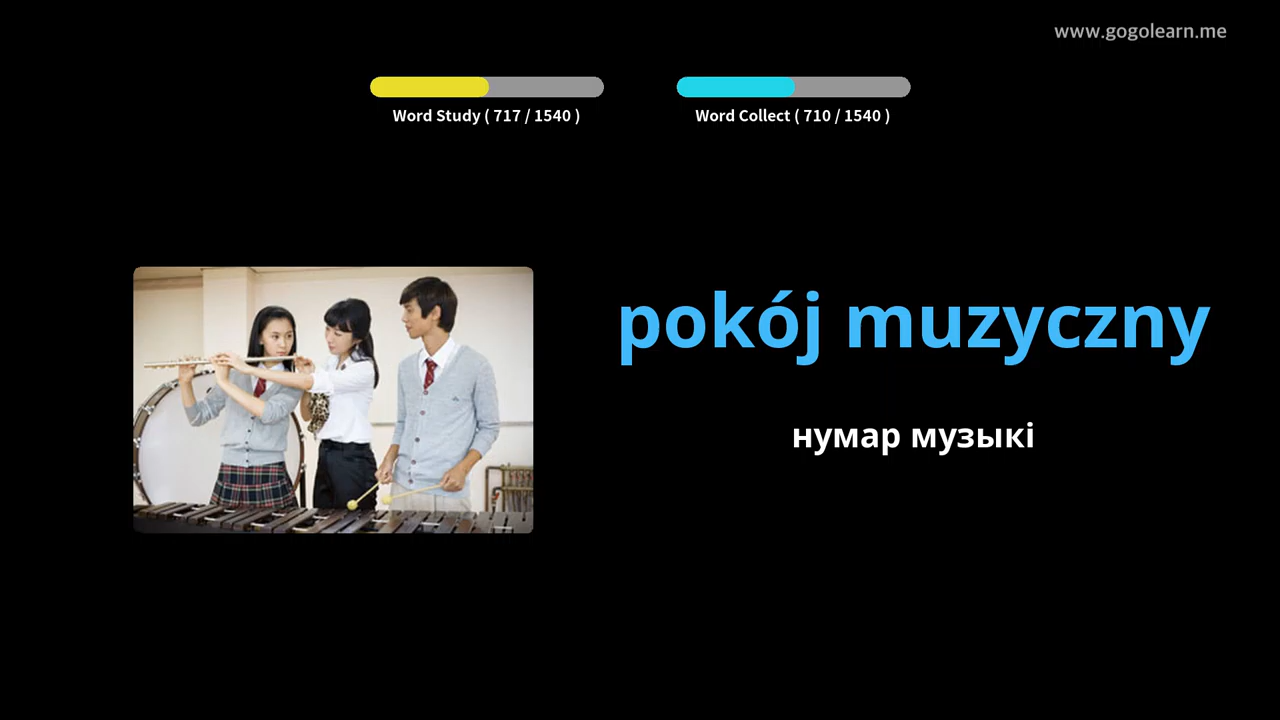 www.gogolearn.me
Word Study ( 717 / 1540 )
Word Collect ( 710 / 1540 )
pokój muzyczny
нумар музыкі